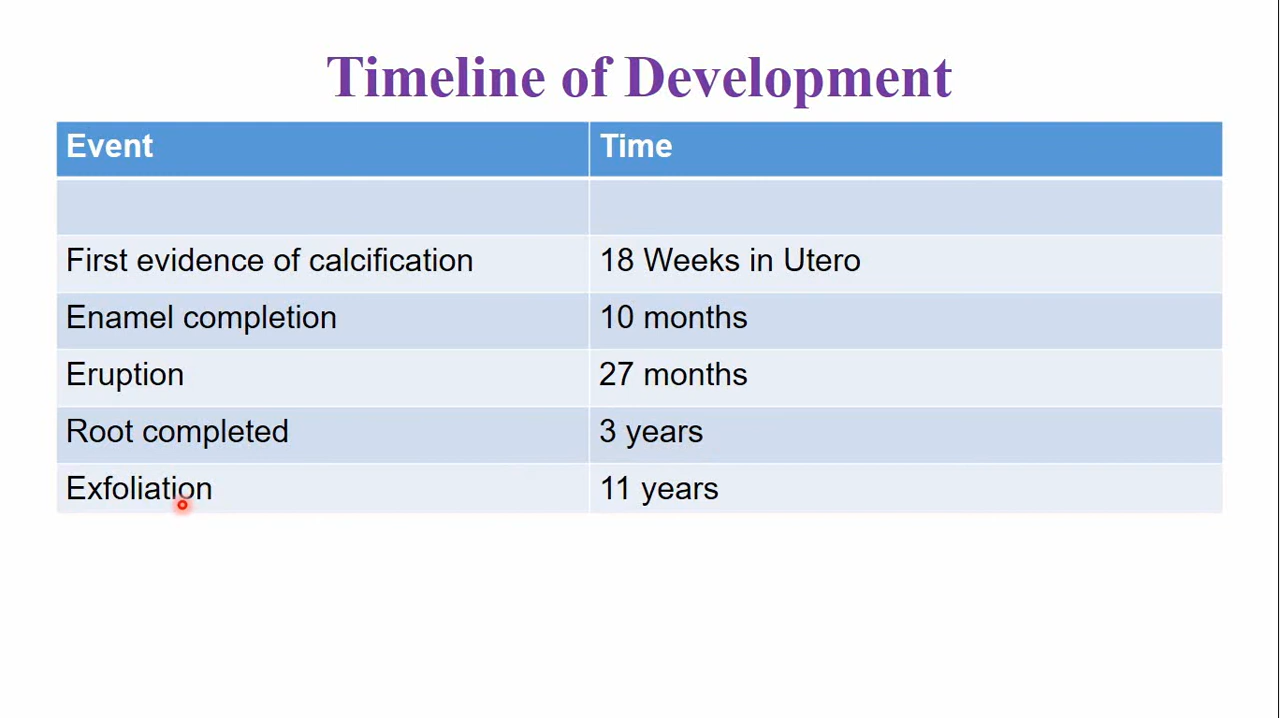 Timeline of Development
Event Time
First evidence of calcification 18 Weeks in Utero
Enamel completion 10 months
Eruption 27 months
Root completed 3 years
Exfoliation 11 years